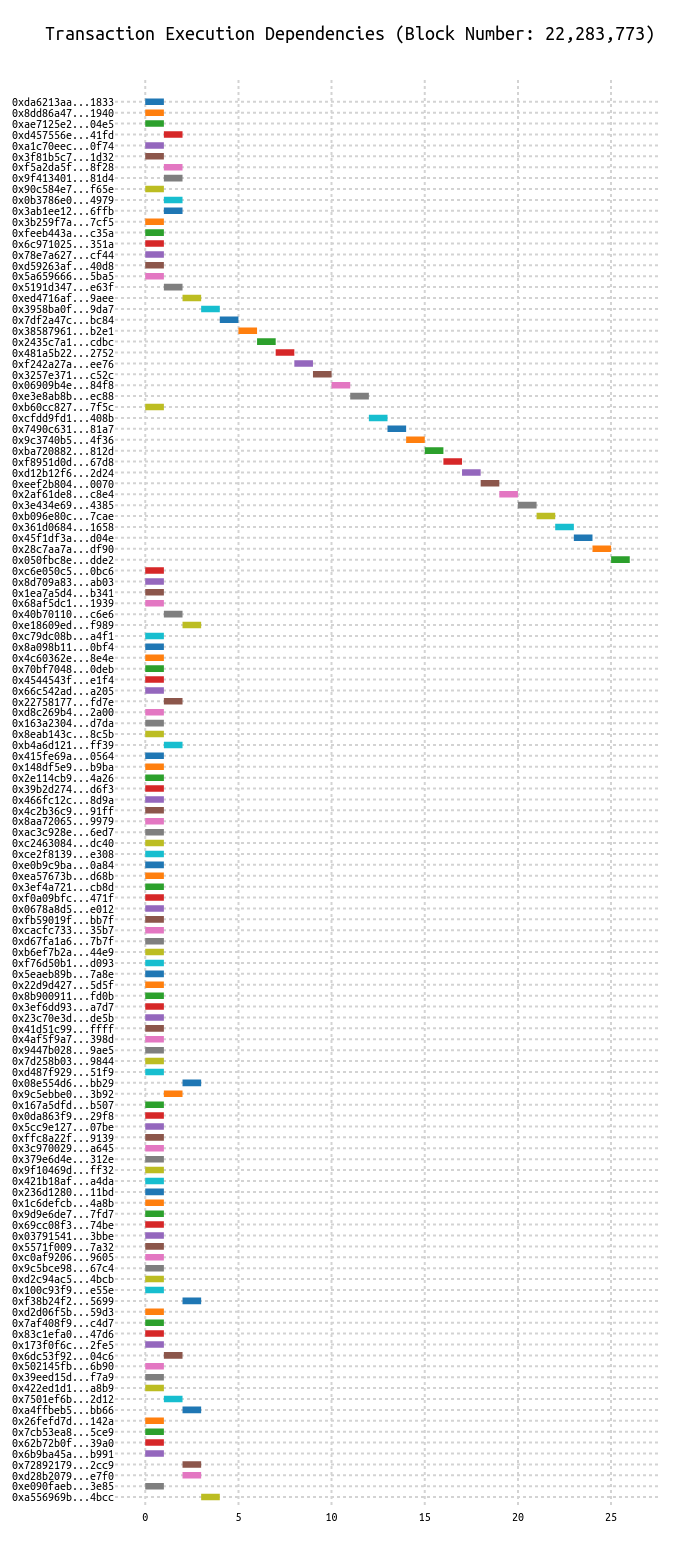 Transaction Execution Dependencies (Block Number: 22,283,773)
0xda6213aa...1833
0x8dd86a47...1940
0xae7125e2...04e5
0xd457556e...41fd
0xa1c70eec...0f74
0x3f81b5c7...1d32
0xf5a2da5f...8f28
0x9f413401...81d4
0x90c584e7...f65e
0x0b3786e0...4979
0x3ab1ee12...6ffb
0x3b259f7a...7cf5
0xfeeb443a...c35a
0x6c971025...351a
0x78e7a627...cf44
0xd59263af...40d8
0x5a659666...5ba5
0x5191d347...e63f
0xed4716af...9aee
0x3958ba0f...9da7
0x7df2a47c...bc84
0x38587961...b2e1
0x2435c7a1...cdbc
0x481a5b22...2752
0xf242a27a...ee76
0x3257e371...c52c
0x06909b4e...84f8
0xe3e8ab8b...ec88
0xb60cc827...7f5c
0xcfdd9fd1...408b
0x7490c631...81a7
0x9c3740b5...4f36
0xba720882...812d
0xf8951d0d...67d8
0xd12b12f6...2d24
0xeef2b804...0070
0x2af61de8...c8e4
0x3e434e69...4385
0xb096e80c...7cae
0x361d0684...1658
0x45f1df3a...d04e
0x28c7aa7a...df90
0x050fbc8e...dde2
0xc6e050c5...0bc6
0x8d709a83...ab03
0x1ea7a5d4...b341
0x68af5dc1...1939
0x40b70110...c6e6
0xe18609ed...f989
0xc79dc08b...a4f1
0x8a098b11...0bf4
0x4c60362e...8e4e
0x70bf7048...0deb
0x4544543f...e1f4
0x66c542ad...a205
0x22758177...fd7e
0xd8c269b4...2a00
0x163a2304...d7da
0x8eab143c...8c5b
0xb4a6d121...ff39
0x415fe69a...0564
0x148df5e9...b9ba
0x2e114cb9...4a26
0x39b2d274...d6f3
0x466fc12c...8d9a
0x4c2b36c9...91ff
0x8aa72065...9979
0xac3c928e...6ed7
0xc2463084...dc40
0xce2f8139...e308
0xe0b9c9ba...0a84
0xea57673b...d68b
0x3ef4a721...cb8d
0xf0a09bfc...471f
0x0678a8d5...e012
0xfb59019f...bb7f
0xcacfc733...35b7
0xd67fa1a6...7b7f
0xb6ef7b2a...44e9
0xf76d50b1...d093
0x5eaeb89b...7a8e
0x22d9d427...5d5f
0x8b900911...fd0b
0x3ef6dd93...a7d7
0x23c70e3d...de5b
0x41d51c99...ffff
0x4af5f9a7...398d
0x9447b028...9ae5
0x7d258b03...9844
0xd487f929...51f9
0x08e554d6...bb29
0x9c5ebbe0...3b92
0x167a5dfd...b507
0x0da863f9...29f8
0x5cc9e127...07be
0xffc8a22f...9139
0x3c970029...a645
0x379e6d4e...312e
0x9f10469d...ff32
0x421b18af...a4da
0x236d1280...11bd
0x1c6defcb...4a8b
0x9d9e6de7...7fd7
0x69cc08f3...74be
0x03791541...3bbe
0x5571f009...7a32
0xc0af9206...9605
0x9c5bce98...67c4
0xd2c94ac5...4bcb
0x100c93f9...e55e
0xf38b24f2...5699
0xd2d06f5b...59d3
0x7af408f9...c4d7
0x83c1efa0...47d6
0x173f0f6c...2fe5
0x6dc53f92...04c6
0x502145fb...6b90
0x39eed15d...f7a9
0x422ed1d1...a8b9
0x7501ef6b...2d12
0xa4ffbeb5...bb66
0x26fefd7d...142a
0x7cb53ea8...5ce9
0x62b72b0f...39a0
0x6b9ba45a...b991
0x72892179...2cc9
0xd28b2079...e7f0
0xe090faeb...3e85
0xa556969b...4bcc
0 5 10 15 20 25